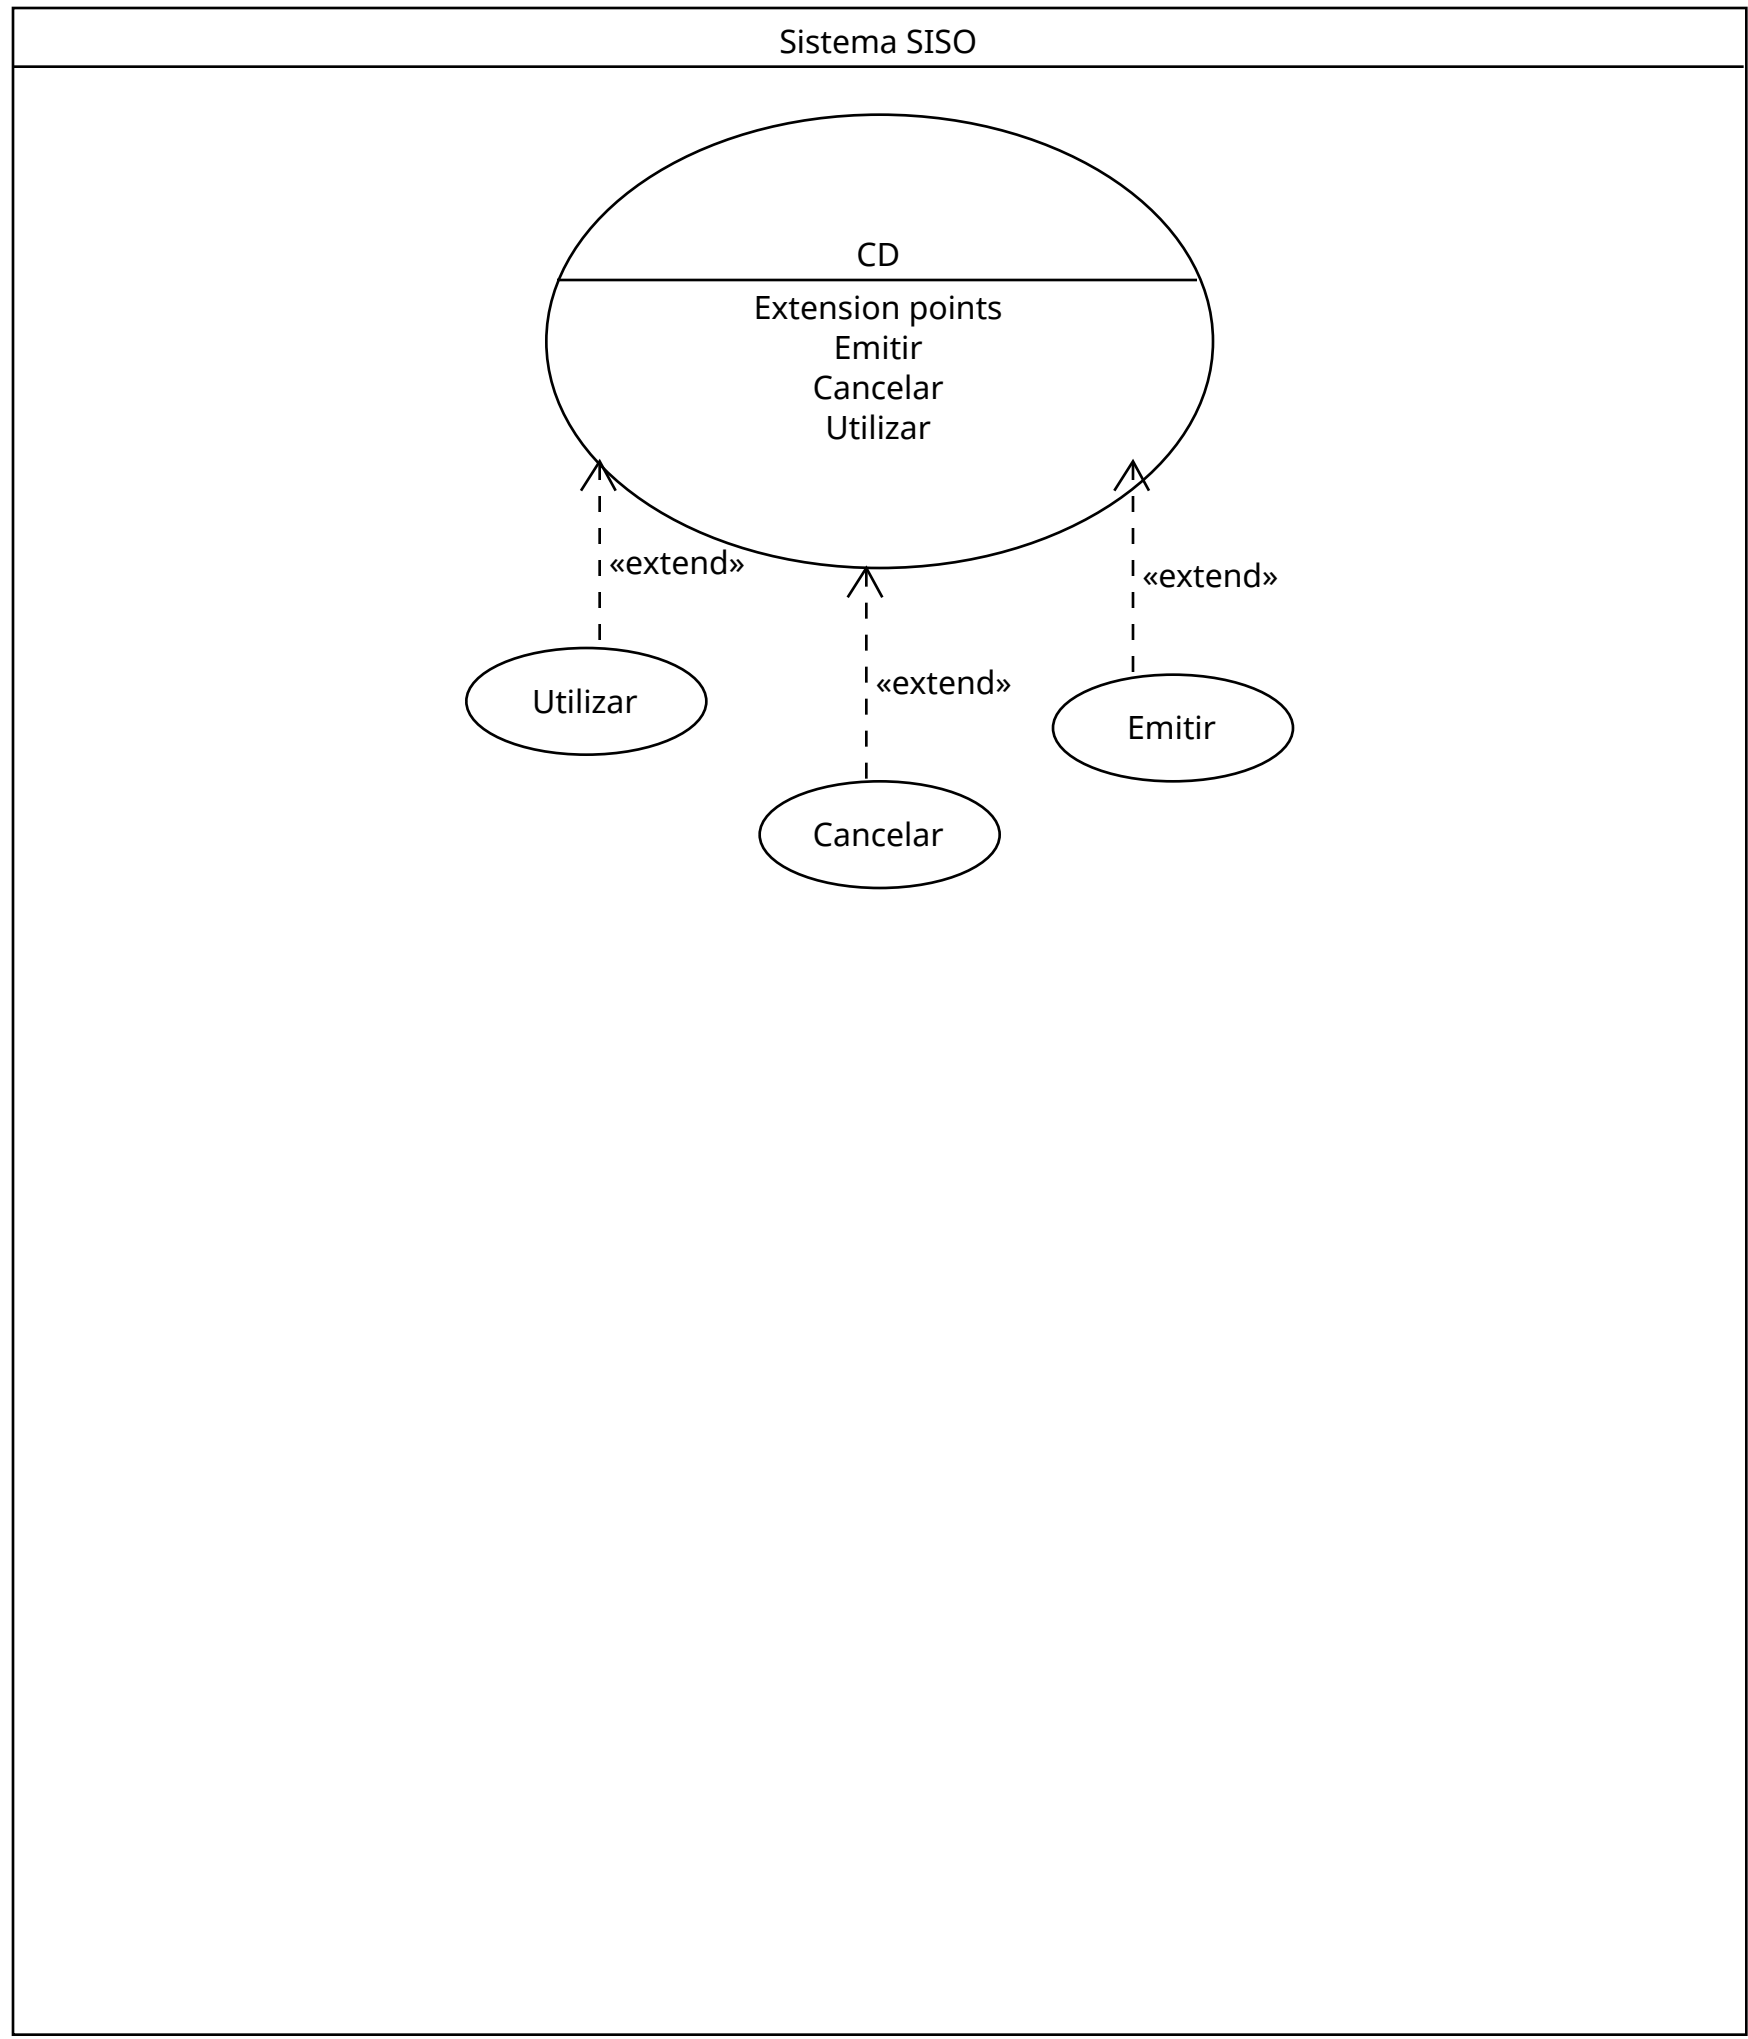 Sistema SISO
CD
Extension points
Emitir
Cancelar
Utilizar
«extend»
«extend»
«extend»
Utilizar
Emitir
Cancelar